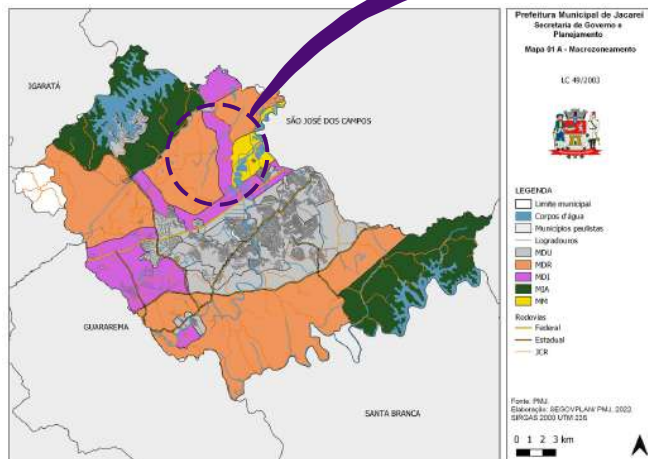 IGARATÁ
SÃO JOSÉ DOS CAMPOS
GUARAREMA
SANTA BRANCA
Prefeitura Municipal de Jacareí
Secretaria de Governo e
Planejamento
Mapa 01 A - Macrozoneamento
LC 49/2003
LEGENDA
Limite municipal
Corpos d'água
Municípios paulistas
Logradouros
MDU
MDR
MDI
MIA
MM
Rodovias
Federal
Estadual
JCR
Fonte: PMJ.
Elaboração: SEGOVPLAN/ PMJ, 2022.
SIRGAS 2000 UTM 23S
0 1 2 3 km